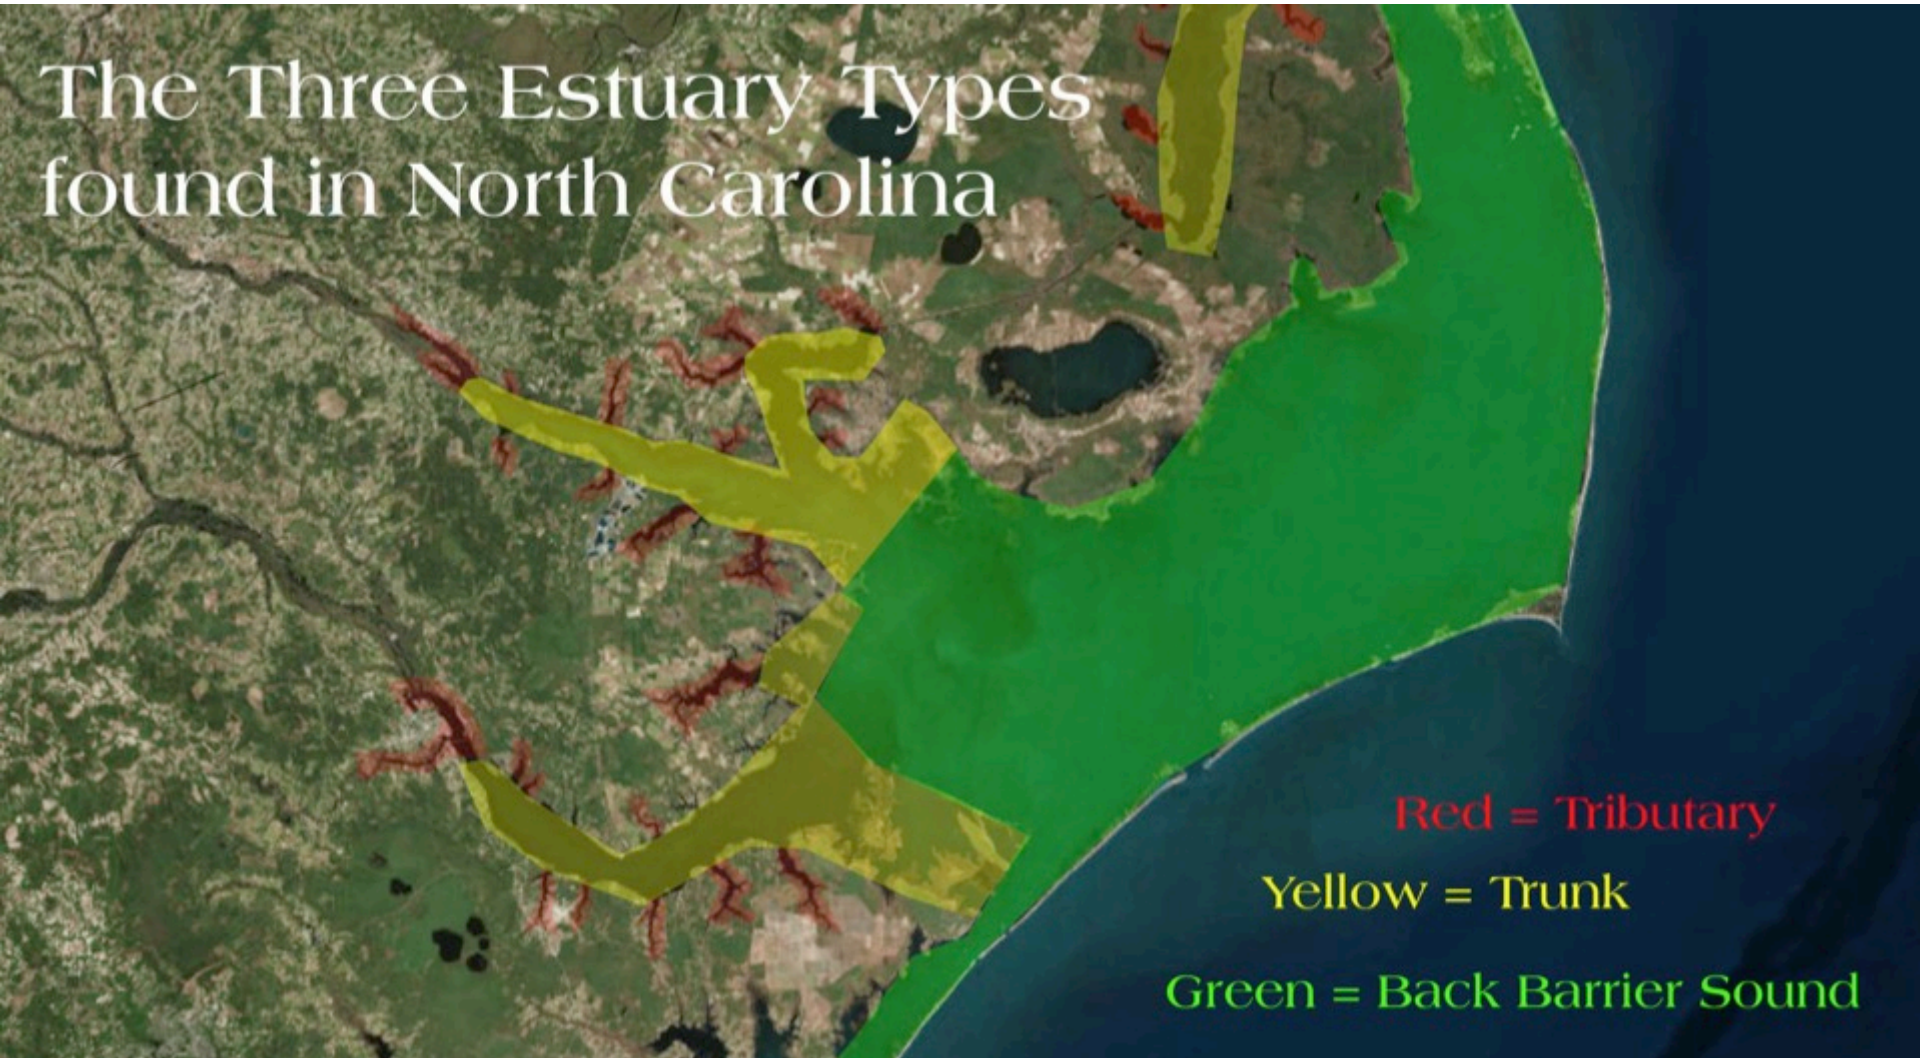 The Three Estuary Types
found in North Carolina
Red = Tributary
Yellow = Trunk
Green = Back Barrier Sound